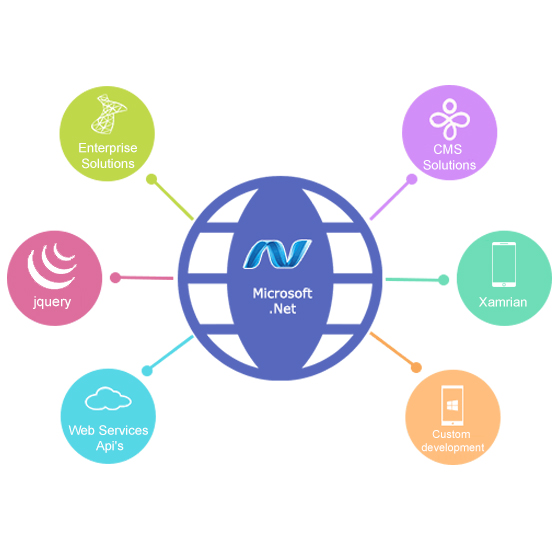 Enterprise
Solutions
CMS
Solutions
jquery
Microsoft
.Net
Xamrian
Web Services
Api's
Custom
development